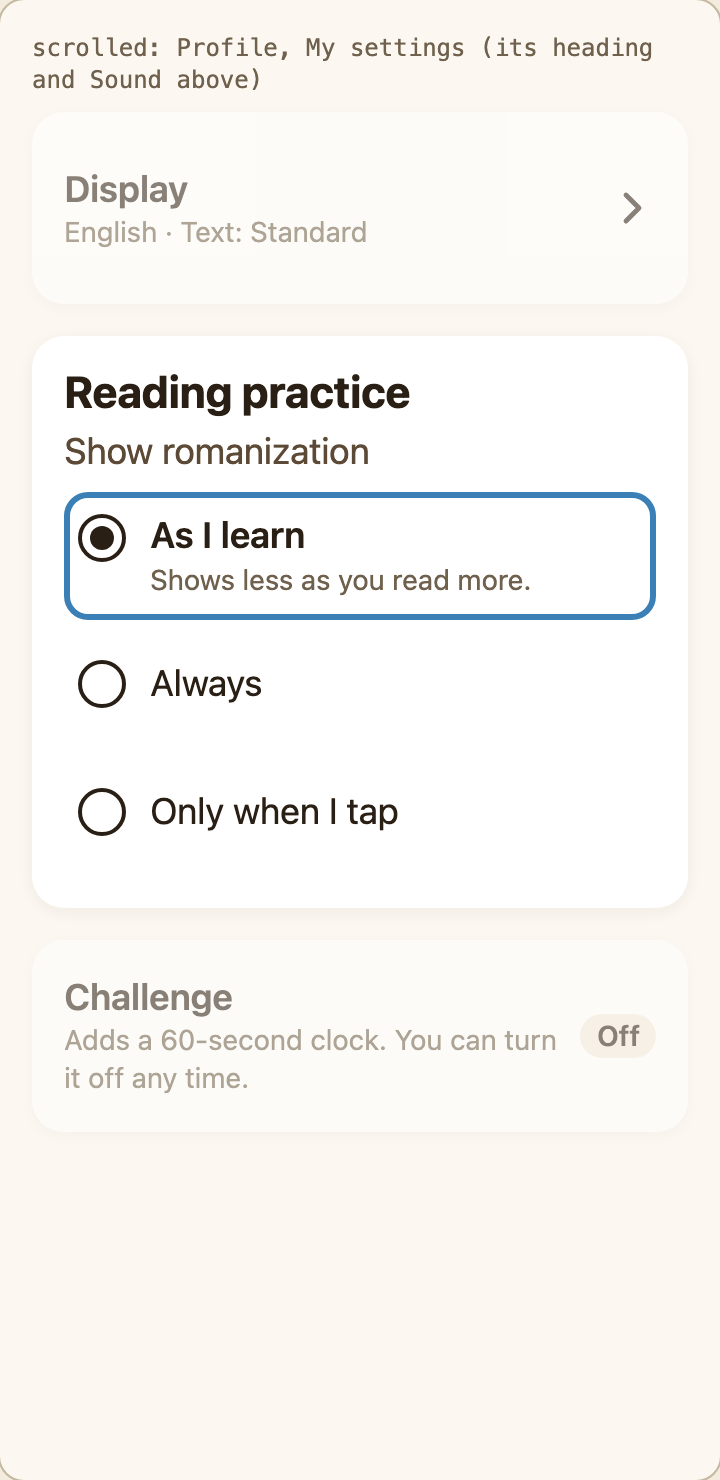 scrolled: Profile, My settings (its heading
and Sound above)
Display
English · Text: Standard
Reading practice
Show romanization
As I learn
Shows less as you read more.
Always
Only when I tap
Challenge
Adds a 60-second clock. You can turn
it off any time.
Off